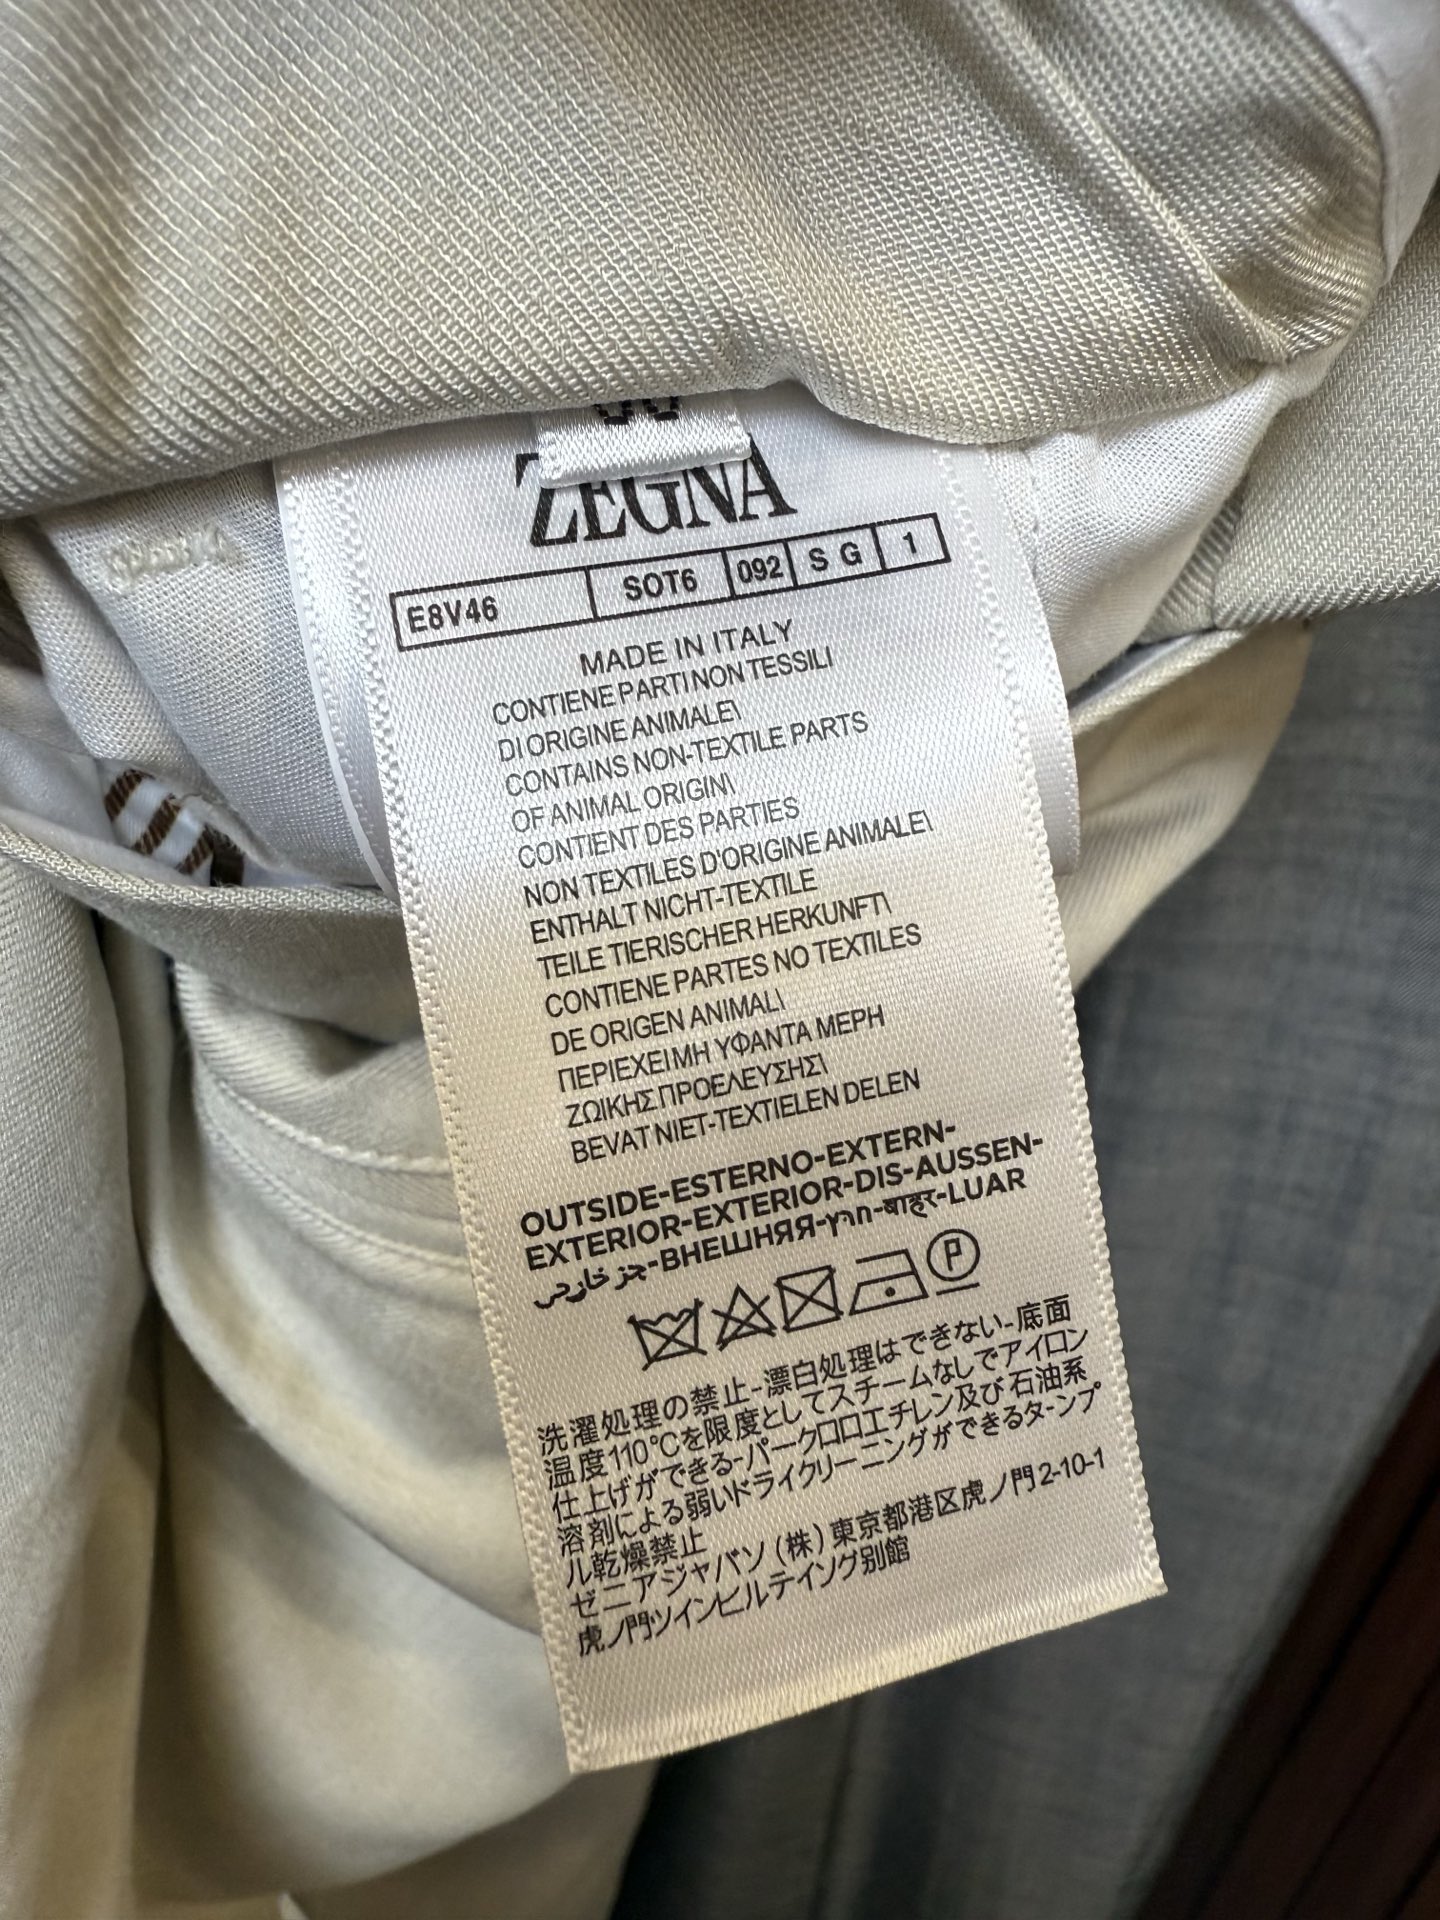 ZEGNA
E8V46 SOT6 092 S G 1
MADE IN ITALY
CONTIENE PARTI NON TESSILI
DI ORIGINE ANIMALE\
CONTAINS NON-TEXTILE PARTS
OF ANIMAL ORIGIN\
CONTIENT DES PARTIES
NON TEXTILES D'ORIGINE ANIMALE\
ENTHALT NICHT-TEXTILE
TEILE TIERISCHER HERKUNFT\
CONTIENE PARTES NO TEXTILES
DE ORIGEN ANIMAL\
ΠΕΡΙΕΧΕΙ ΜΗ ΥΦΑΝΤΑ ΜΕΡΗ
ΖΩΙΚΗΣ ΠΡΟΕΛΕΥΣΗΣ\
BEVAT NIET-TEXTIELEN DELEN
OUTSIDE-ESTERNO-EXTERN-
EXTERIOR-EXTERIOR-DIS-AUSSEN-
جز خارجي-ВНЕШНЯЯ-חיצון-बाहर-LUAR
P
洗濯処理の禁止-漂白処理はできない-底面
温度110℃を限度としてスチームなしでアイロン
仕上げができる-パークロロエチレン及び石油系
溶剤による弱いドライクリーニングができるタンプ
ル乾燥禁止
ゼニアジャパン (株) 東京都港区虎ノ門2-10-1
虎ノ門ツインビルディング別館